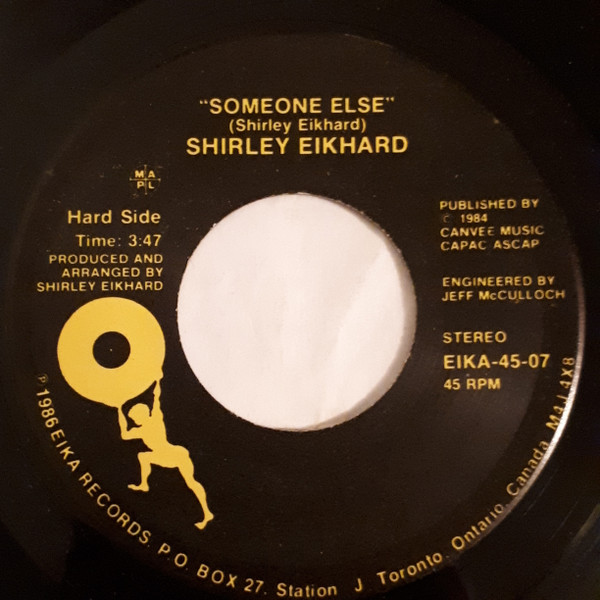 "SOMEONE ELSE"
(Shirley Eikhard)
SHIRLEY EIKHARD
M A
P L
Hard Side
Time: 3:47
PRODUCED AND
ARRANGED BY
SHIRLEY EIKHARD
PUBLISHED BY
© 1984
CANVEE MUSIC
CAPAC ASCAP
ENGINEERED BY
JEFF McCULLOCH
STEREO
EIKA-45-07
45 RPM
℗ 1986 EIKA RECORDS. P.O. BOX 27. Station J Toronto. Ontario. Canada. M4J 4X8